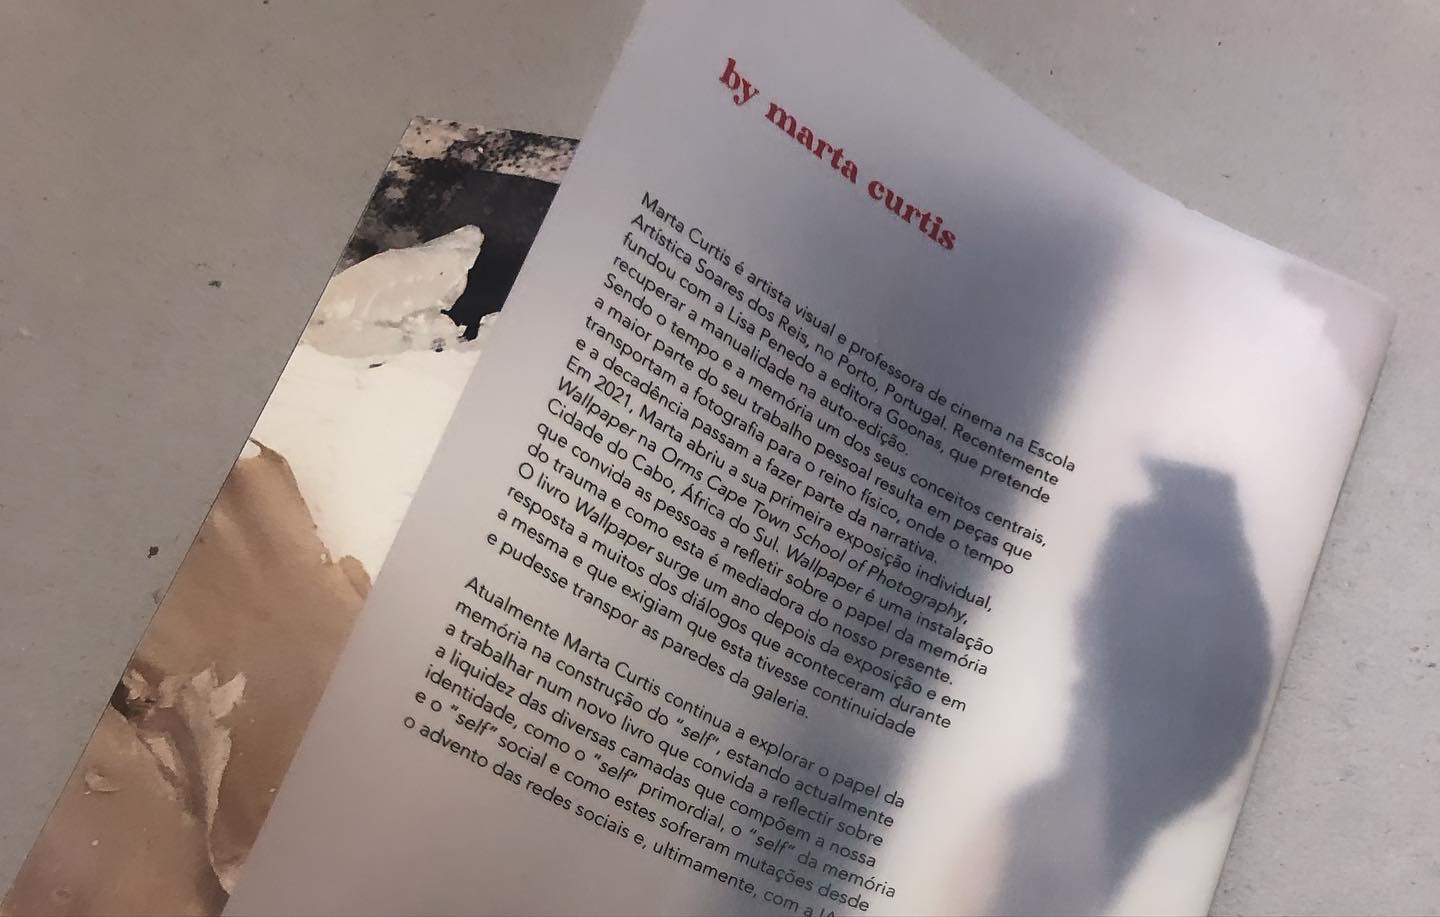 by marta curtis
Marta Curtis é artista visual e professora de cinema na Escola
Artística Soares dos Reis, no Porto, Portugal. Recentemente
fundou com a Lisa Penedo a editora Goonas, que pretende
recuperar a manualidade na auto-edição.
Sendo o tempo e a memória um dos seus conceitos centrais,
a maior parte do seu trabalho pessoal resulta em peças que
transportam a fotografia para o reino físico, onde o tempo
e a decadência passam a fazer parte da narrativa.
Em 2021, Marta abriu a sua primeira exposição individual,
Wallpaper na Orms Cape Town School of Photography,
Cidade do Cabo, África do Sul. Wallpaper é uma instalação
que convida as pessoas a refletir sobre o papel da memória
do trauma e como esta é mediadora do nosso presente.
O livro Wallpaper surge um ano depois da exposição e em
resposta a muitos dos diálogos que aconteceram durante
a mesma e que exigiam que esta tivesse continuidade
e pudesse transpor as paredes da galeria.
Atualmente Marta Curtis continua a explorar o papel da
memória na construção do "self", estando actualmente
a trabalhar num novo livro que convida a reflectir sobre
a liquidez das diversas camadas que compõem a nossa
identidade, como o "self" primordial, o "self" da memória
e o "self" social e como estes sofreram mutações desde
o advento das redes sociais e, ultimamente, com a IA